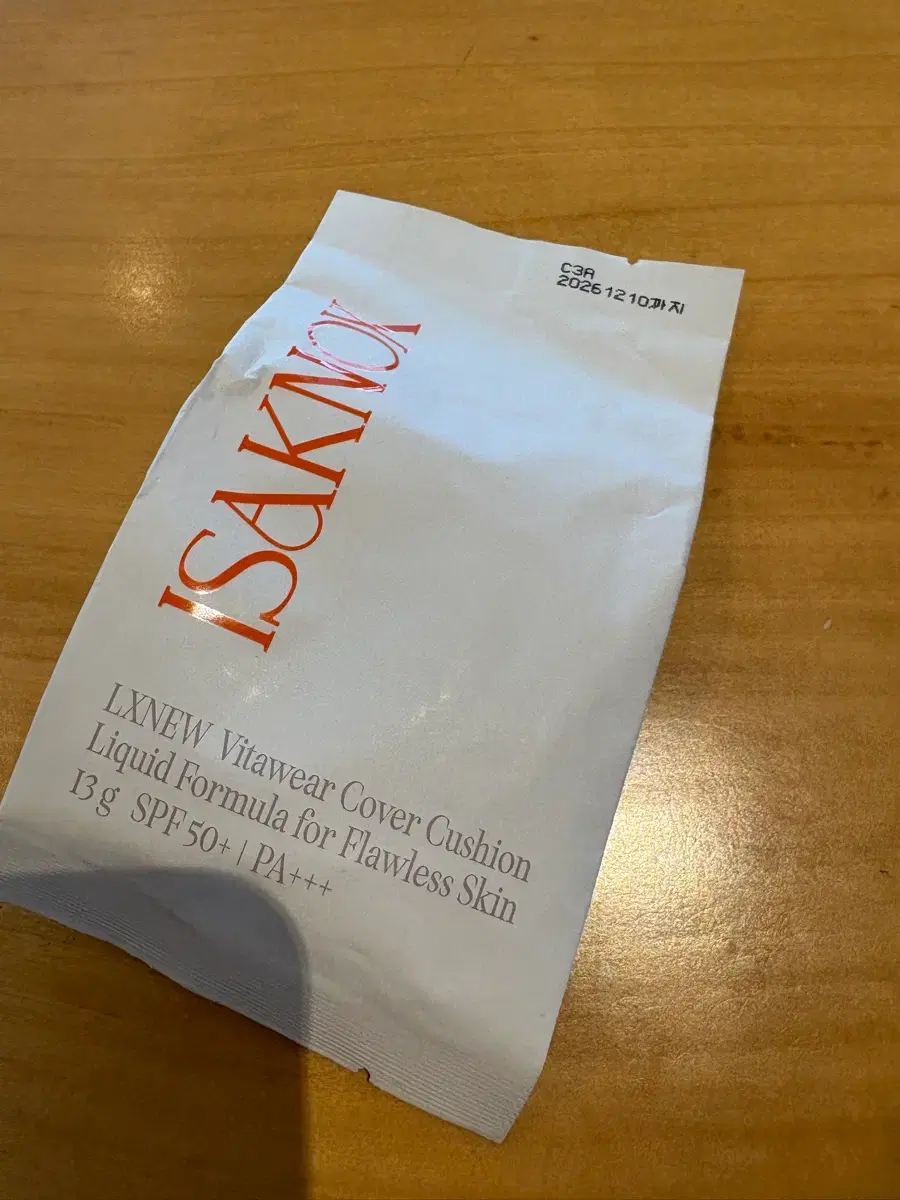 C3A
20261210까지
ISAKNOX
LXNEW Vitawear Cover Cushion
Liquid Formula for Flawless Skin
13 g SPF 50+ | PA+++